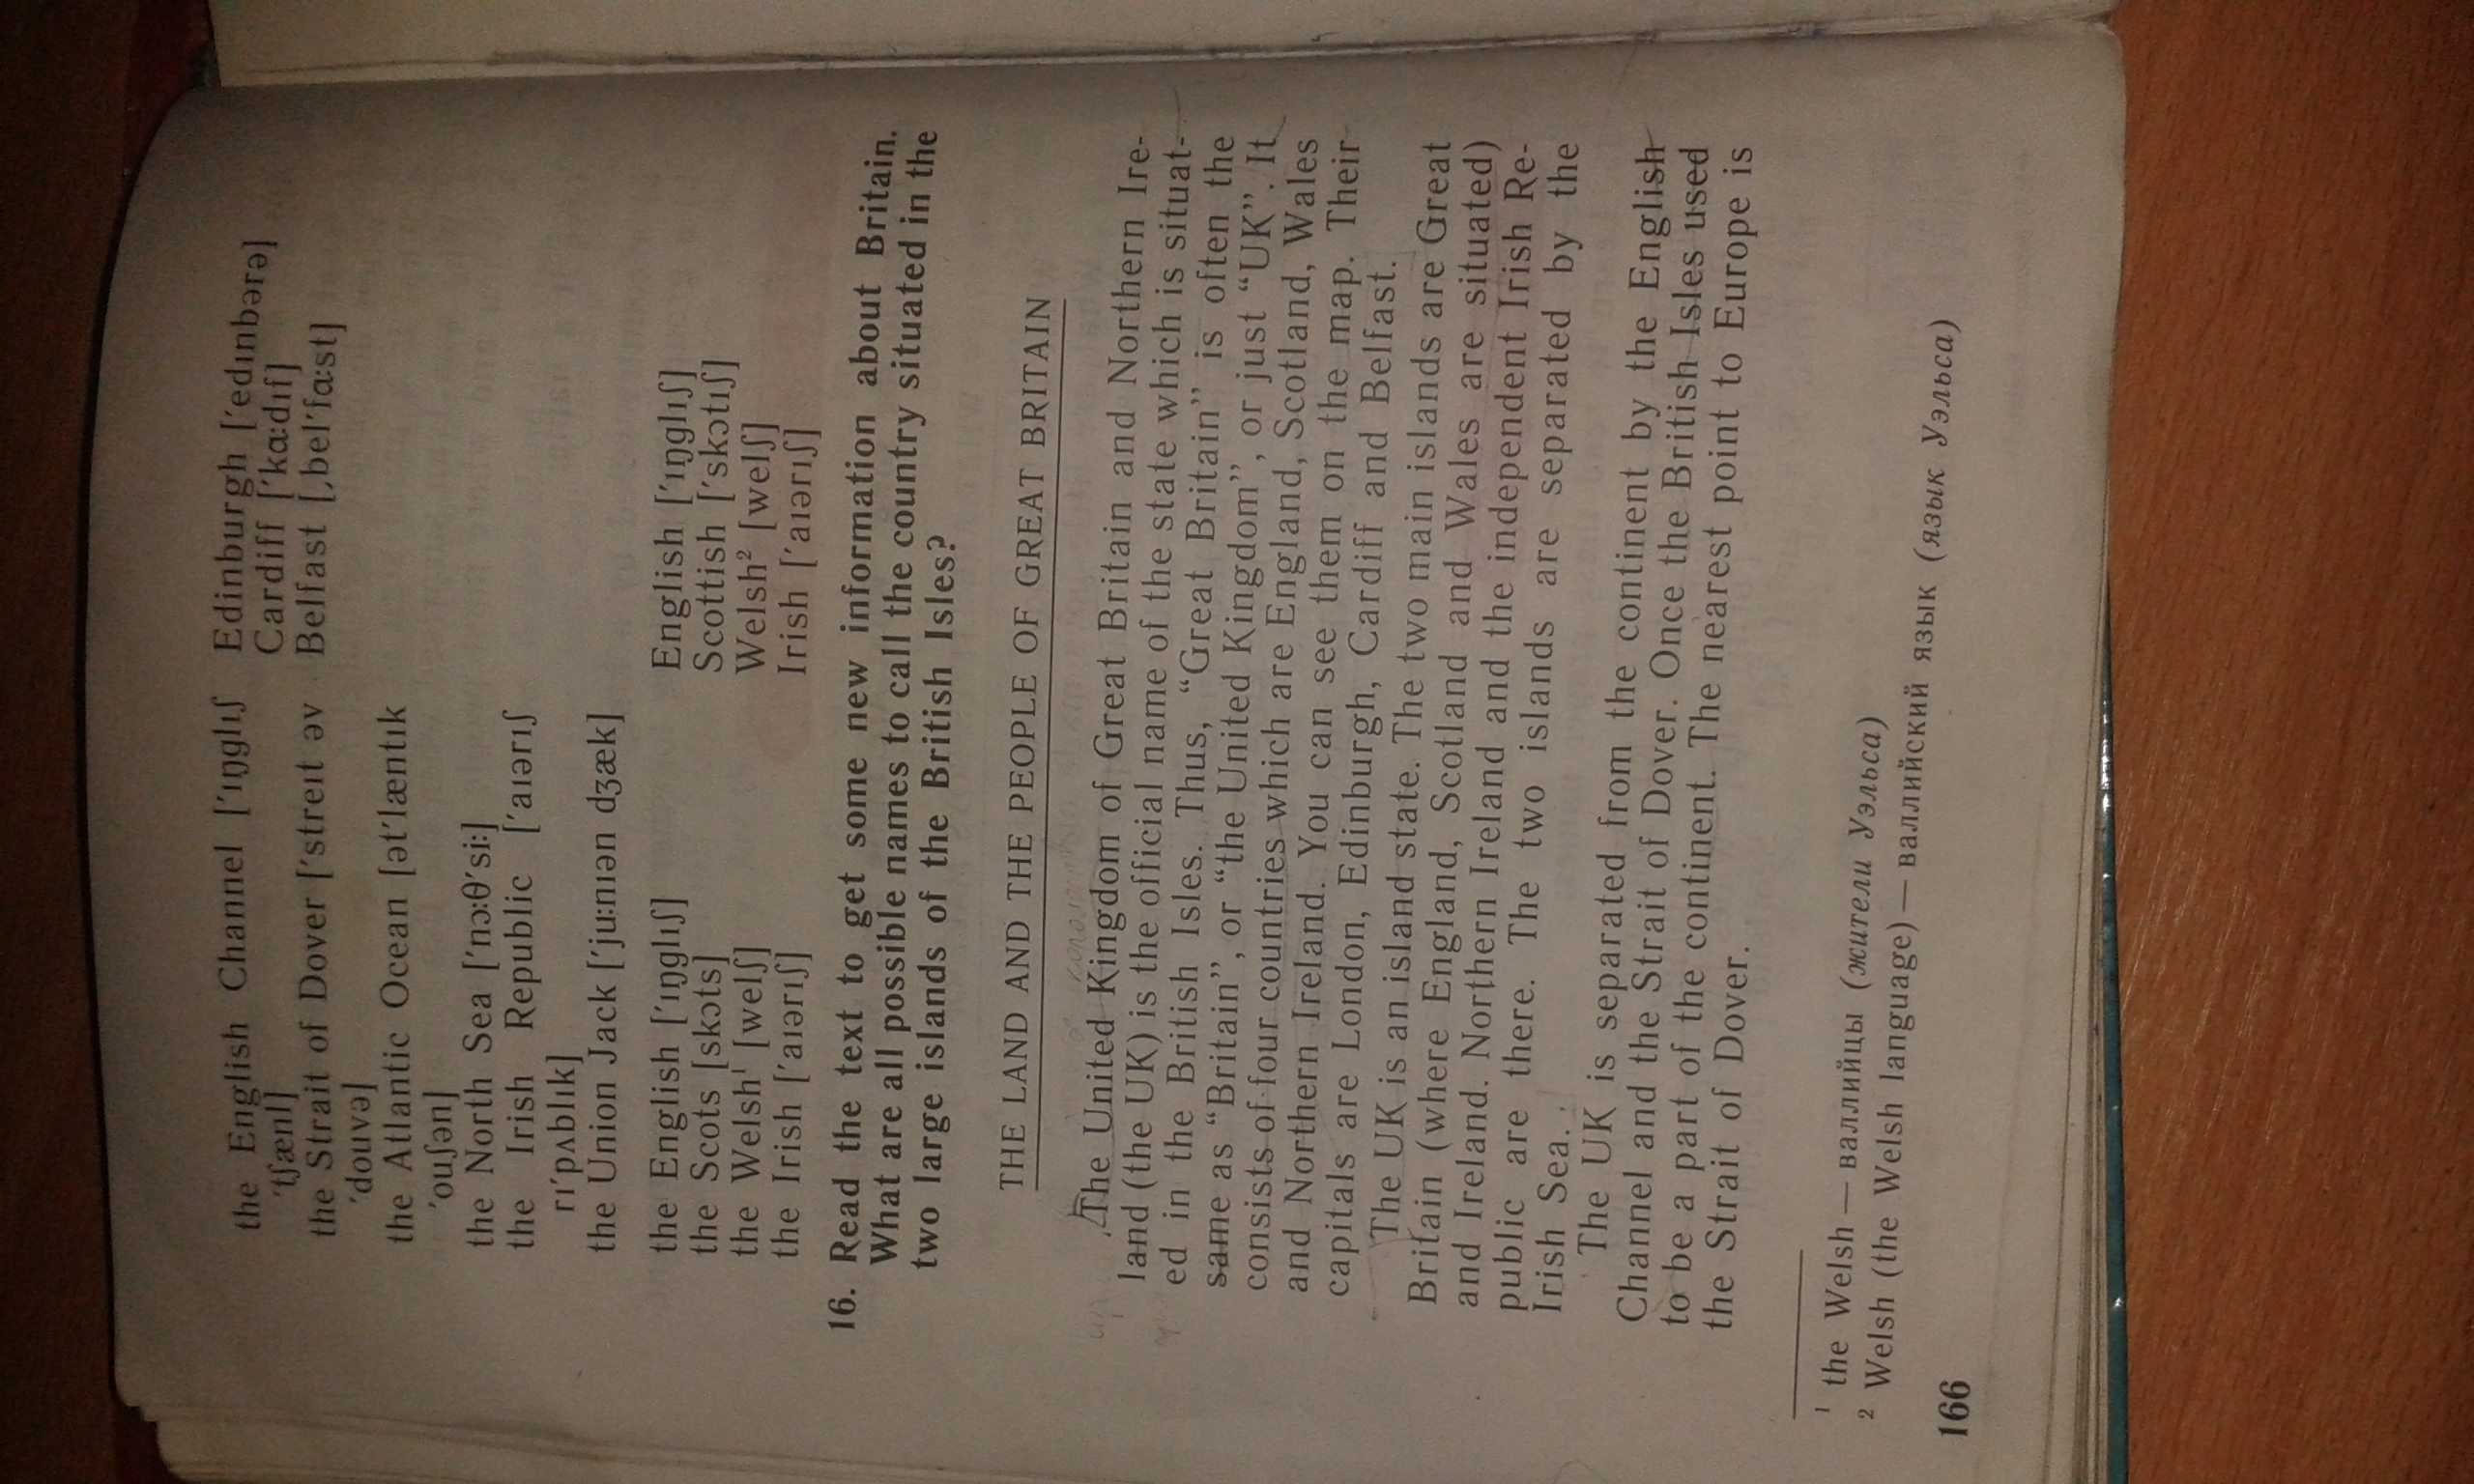 the English Channel [ˈɪŋglɪʃ
ˈtʃænl]
the Strait of Dover [ˈstreɪt əv
ˈdouvə]
the Atlantic Ocean [ətˈlæntɪk
ˈouʃən]
the North Sea [ˈnɔ:θˈsi:]
the Irish Republic [ˈaɪərɪʃ
rɪˈpʌblɪk]
the Union Jack [ˈju:nɪən dʒæk]
Edinburgh [ˈedɪnbərə]
Cardiff [ˈkɑ:dɪf]
Belfast [ˌbelˈfɑ:st]
the English [ˈɪŋglɪʃ]
the Scots [skɔts]
the Welsh¹ [welʃ]
the Irish [ˈaɪərɪʃ]
English [ˈɪŋglɪʃ]
Scottish [ˈskɔtɪʃ]
Welsh² [welʃ]
Irish [ˈaɪərɪʃ]
16. Read the text to get some new information about Britain.
What are all possible names to call the country situated in the
two large islands of the British Isles?
THE LAND AND THE PEOPLE OF GREAT BRITAIN
The United Kingdom of Great Britain and Northern Ire-
land (the UK) is the official name of the state which is situat-
ed in the British Isles. Thus, “Great Britain” is often the
same as “Britain”, or “the United Kingdom”, or just “UK”. It
consists of four countries which are England, Scotland, Wales
and Northern Ireland. You can see them on the map. Their
capitals are London, Edinburgh, Cardiff and Belfast.
The UK is an island state. The two main islands are Great
Britain (where England, Scotland and Wales are situated)
and Ireland. Northern Ireland and the independent Irish Re-
public are there. The two islands are separated by the
Irish Sea.
The UK is separated from the continent by the English
Channel and the Strait of Dover. Once the British Isles used
to be a part of the continent. The nearest point to Europe is
the Strait of Dover.
¹ the Welsh — валлийцы (жители Уэльса)
² Welsh (the Welsh language) — валлийский язык (язык Уэльса)
166